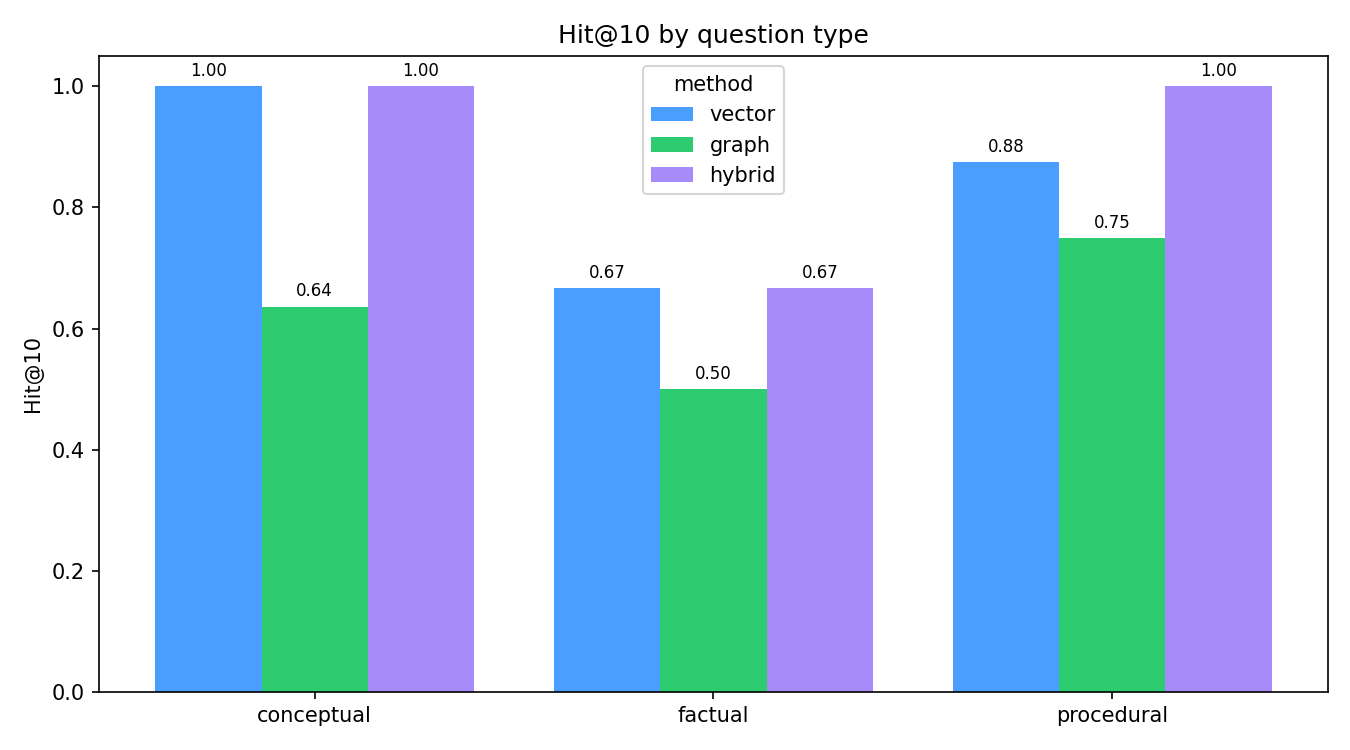 Hit@10 by question type
method
vector
graph
hybrid
Hit@10
1.0
0.8
0.6
0.4
0.2
0.0
1.00
0.64
1.00
0.67
0.50
0.67
0.88
0.75
1.00
conceptual
factual
procedural